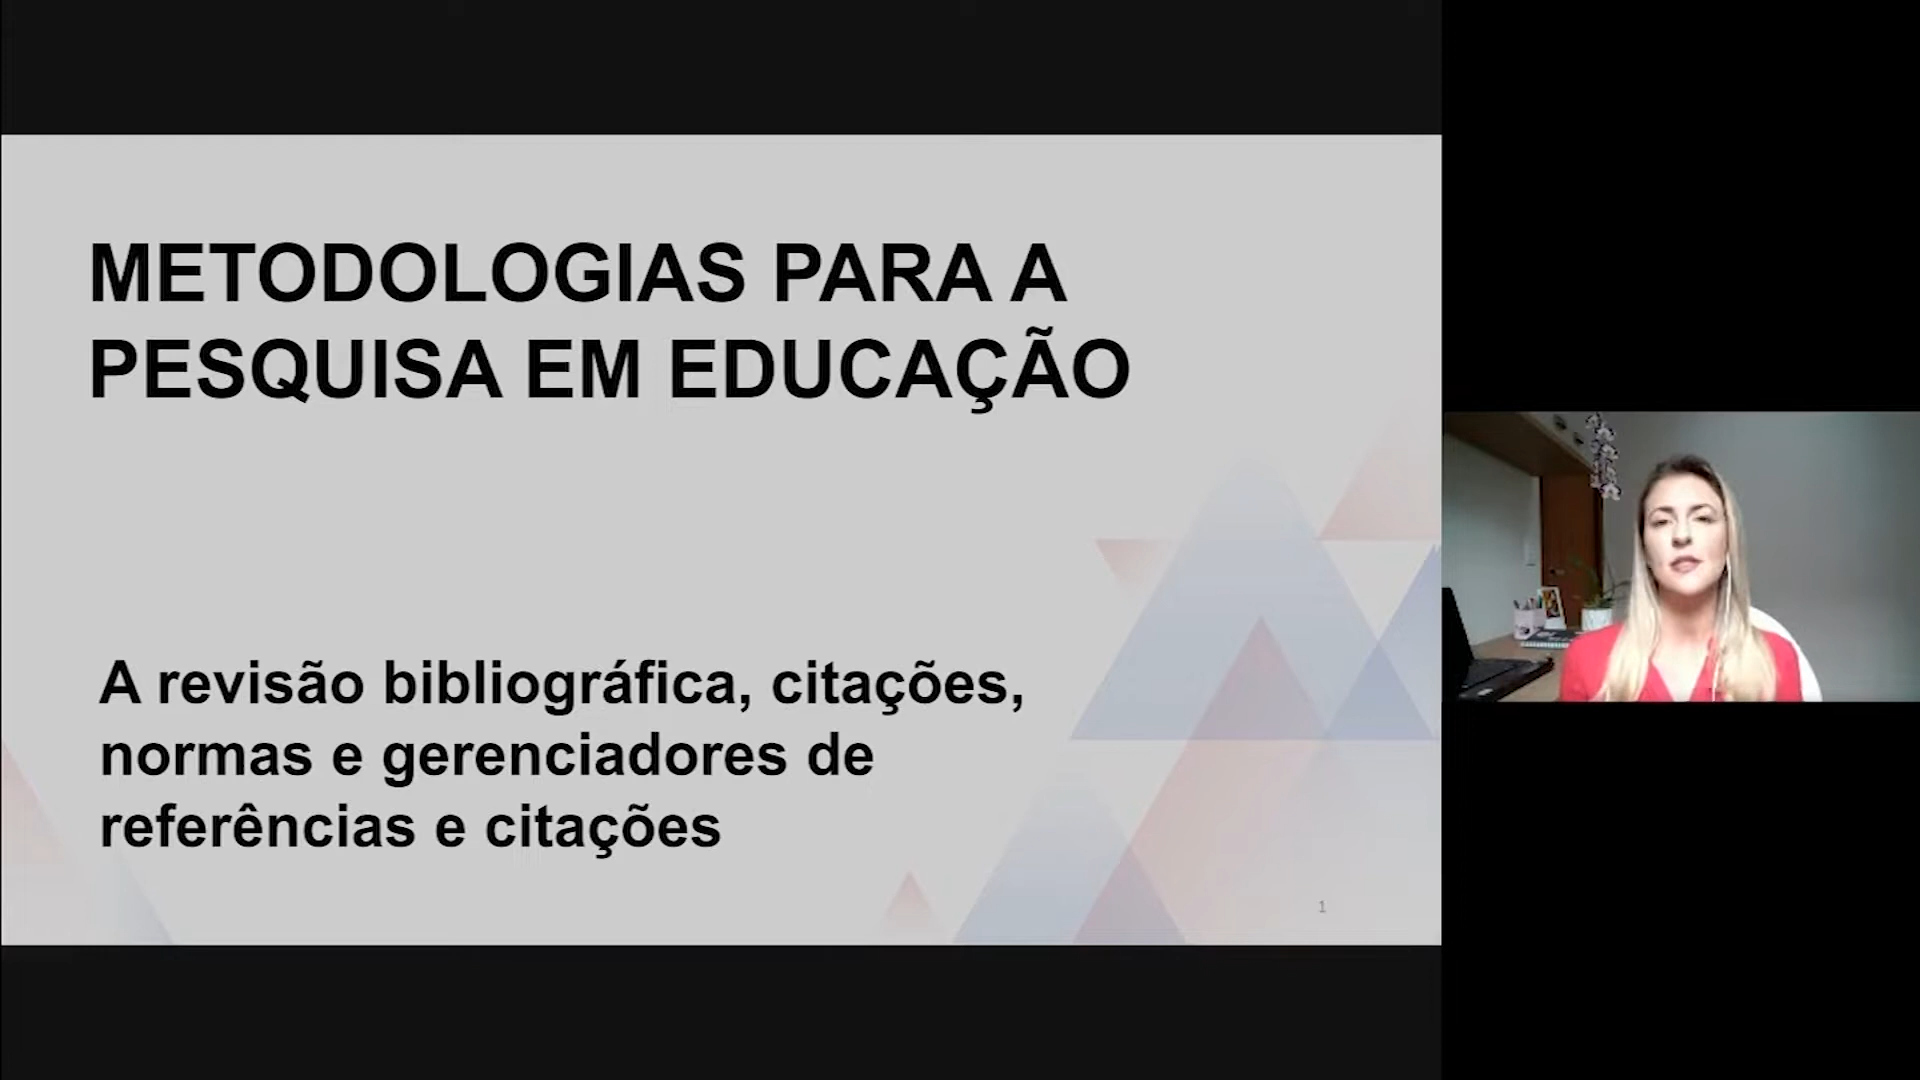 METODOLOGIAS PARA A
PESQUISA EM EDUCAÇÃO
A revisão bibliográfica, citações,
normas e gerenciadores de
referências e citações
1